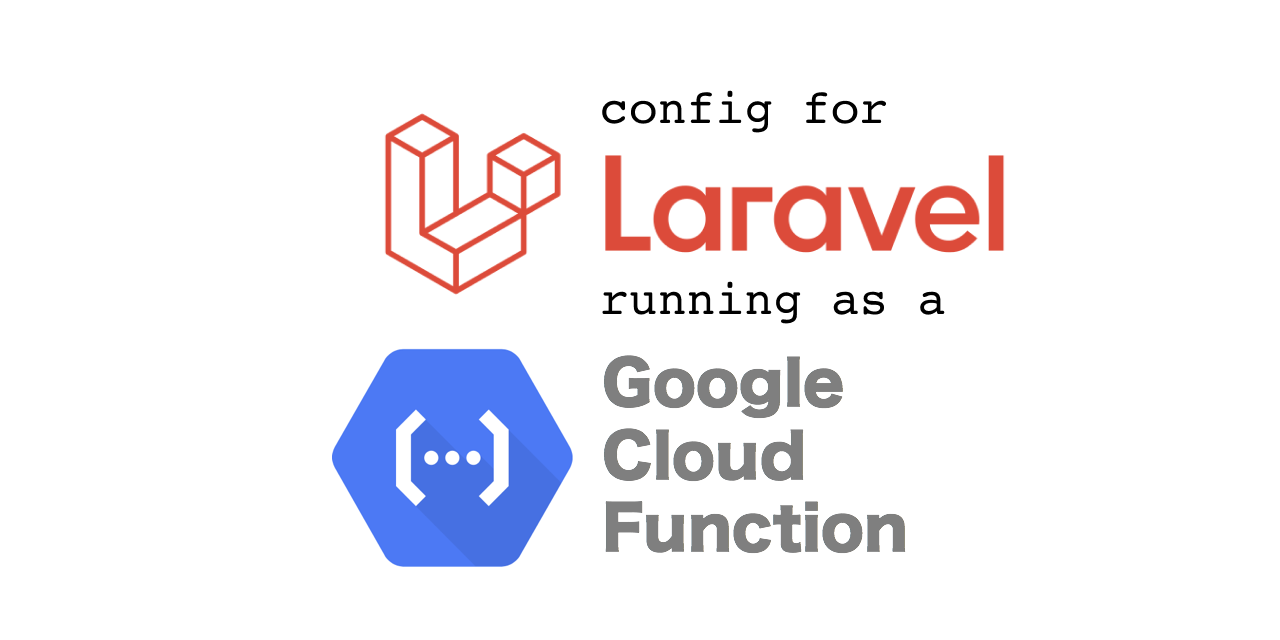 config for
Laravel
running as a
Google
Cloud
Function